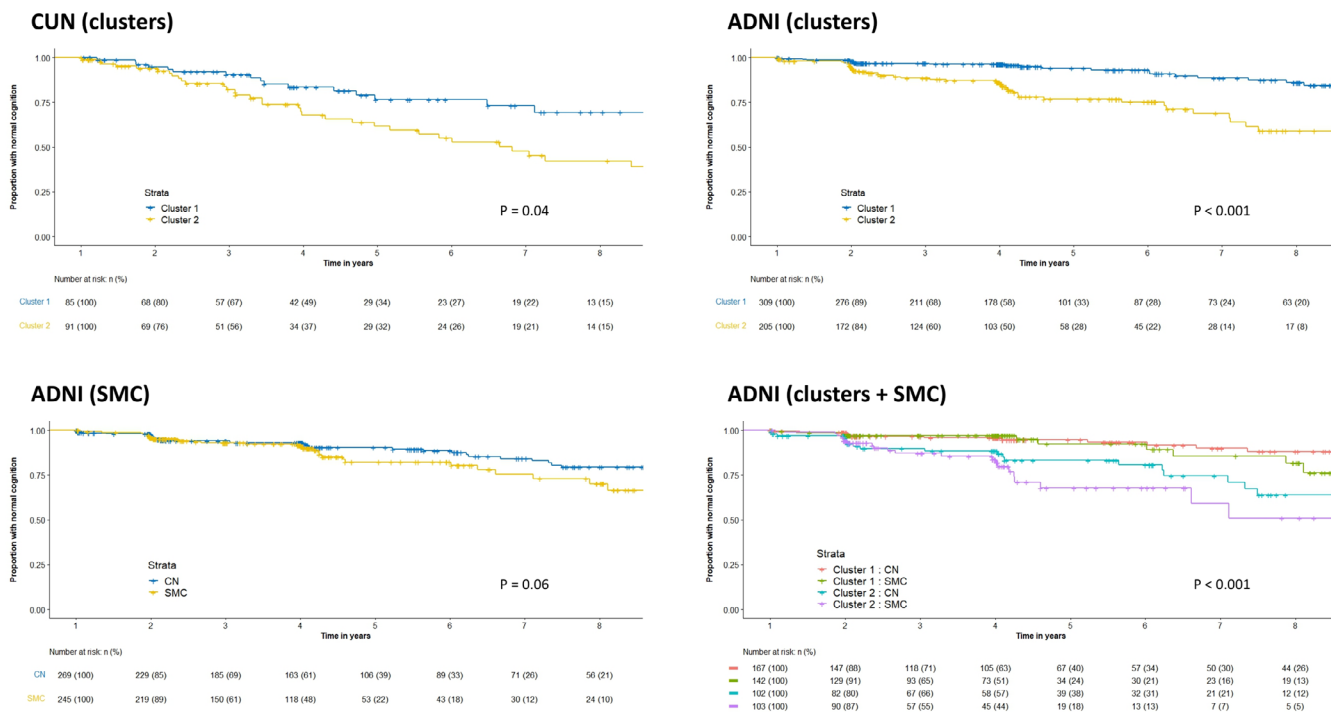 CUN (clusters)
1.00
0.75
0.50
0.25
0.00
Proportion with normal cognition
Strata
Cluster 1
Cluster 2
P = 0.04
1 2 3 4 5 6 7 8
Time in years
Number at risk: n (%)
Cluster 1 85 (100) 68 (80) 57 (67) 42 (49) 29 (34) 23 (27) 19 (22) 13 (15)
Cluster 2 91 (100) 69 (76) 51 (56) 34 (37) 29 (32) 24 (26) 19 (21) 14 (15)
ADNI (clusters)
1.00
0.75
0.50
0.25
0.00
Proportion with normal cognition
Strata
Cluster 1
Cluster 2
P < 0.001
1 2 3 4 5 6 7 8
Time in years
Number at risk: n (%)
Cluster 1 309 (100) 276 (89) 211 (68) 178 (58) 101 (33) 87 (28) 73 (24) 63 (20)
Cluster 2 205 (100) 172 (84) 124 (60) 103 (50) 58 (28) 45 (22) 28 (14) 17 (8)
ADNI (SMC)
1.00
0.75
0.50
0.25
0.00
Proportion with normal cognition
Strata
CN
SMC
P = 0.06
1 2 3 4 5 6 7 8
Time in years
Number at risk: n (%)
CN 269 (100) 229 (85) 185 (69) 163 (61) 106 (39) 89 (33) 71 (26) 56 (21)
SMC 245 (100) 219 (89) 150 (61) 118 (48) 53 (22) 43 (18) 30 (12) 24 (10)
ADNI (clusters + SMC)
1.00
0.75
0.50
0.25
0.00
Proportion with normal cognition
Strata
Cluster 1 : CN
Cluster 1 : SMC
Cluster 2 : CN
Cluster 2 : SMC
P < 0.001
1 2 3 4 5 6 7 8
Time in years
Number at risk: n (%)
167 (100) 147 (88) 118 (71) 105 (63) 67 (40) 57 (34) 50 (30) 44 (26)
142 (100) 129 (91) 93 (65) 73 (51) 34 (24) 30 (21) 23 (16) 19 (13)
102 (100) 82 (80) 67 (66) 58 (57) 39 (38) 32 (31) 21 (21) 12 (12)
103 (100) 90 (87) 57 (55) 45 (44) 19 (18) 13 (13) 7 (7) 5 (5)